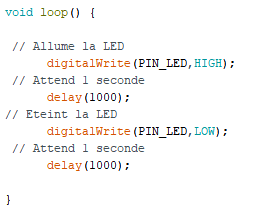 void loop() {
// Allume la LED
digitalWrite(PIN_LED,HIGH);
// Attend 1 seconde
delay(1000);
// Eteint la LED
digitalWrite(PIN_LED,LOW);
// Attend 1 seconde
delay(1000);
}